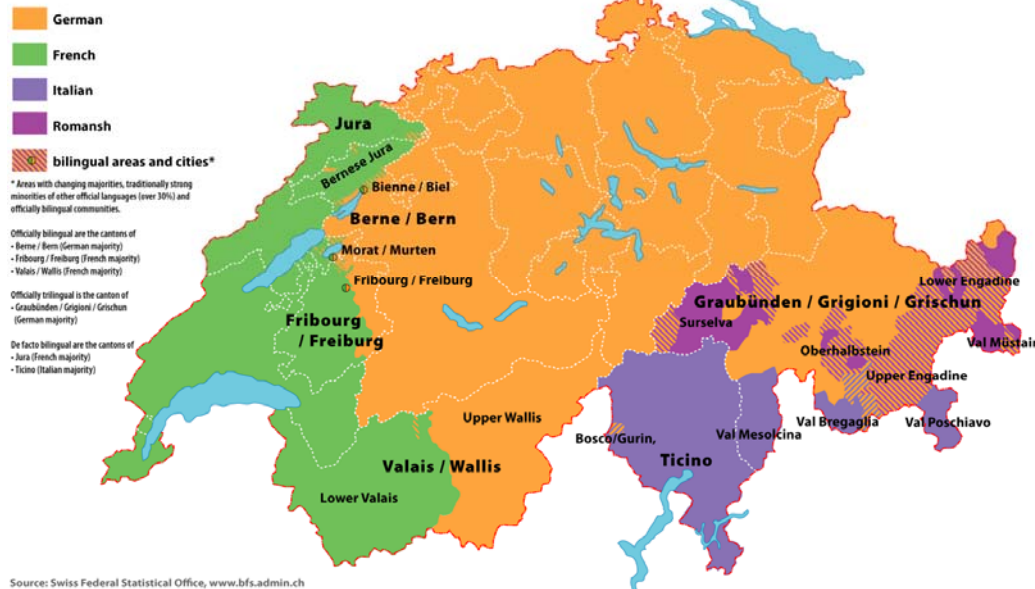 German
French
Italian
Romansh
bilingual areas and cities*
* Areas with changing majorities, traditionally strong
minorities of other official languages (over 30%) and
officially bilingual communities.
Officially bilingual are the cantons of
• Berne / Bern (German majority)
• Fribourg / Freiburg (French majority)
• Valais / Wallis (French majority)
Officially trilingual is the canton of
• Graubünden / Grigioni / Grischun
(German majority)
De facto bilingual are the cantons of
• Jura (French majority)
• Ticino (Italian majority)
Jura
Bernese Jura
Bienne / Biel
Berne / Bern
Morat / Murten
Fribourg / Freiburg
Fribourg
/ Freiburg
Lower Engadine
Graubünden / Grigioni / Grischun
Surselva
Val Müstair
Oberhalbstein
Upper Engadine
Upper Wallis
Val Bregaglia
Val Poschiavo
Bosco/Gurin,
Val Mesolcina
Ticino
Valais / Wallis
Lower Valais
Source: Swiss Federal Statistical Office, www.bfs.admin.ch